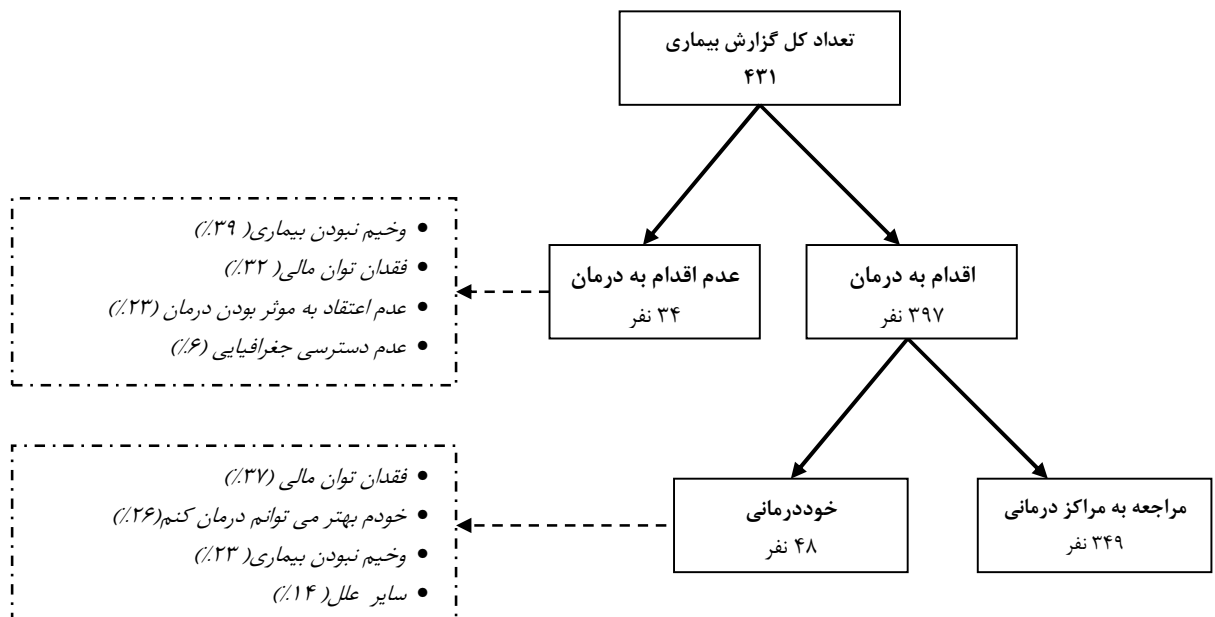 تعداد کل گزارش بیماری
۴۳۱
اقدام به درمان
۳۹۷ نفر
عدم اقدام به درمان
۳۴ نفر
• وخیم نبودن بیماری( ۳۹٪)
• فقدان توان مالی( ۳۲٪)
• عدم اعتقاد به موثر بودن درمان (۲۳٪)
• عدم دسترسی جغرافیایی (۶٪)
مراجعه به مراکز درمانی
۳۴۹ نفر
خوددرمانی
۴۸ نفر
• فقدان توان مالی (۳۷٪)
• خودم بهتر می توانم درمان کنم(۲۶٪)
• وخیم نبودن بیماری( ۲۳٪)
• سایر علل( ۱۴٪)